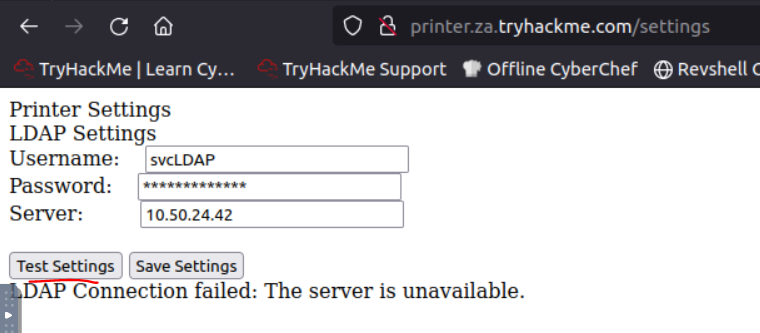 printer.za.tryhackme.com/settings
TryHackMe | Learn Cy... TryHackMe Support Offline CyberChef Revshell
Printer Settings
LDAP Settings
Username: svcLDAP
Password: *************
Server: 10.50.24.42
Test Settings Save Settings
LDAP Connection failed: The server is unavailable.